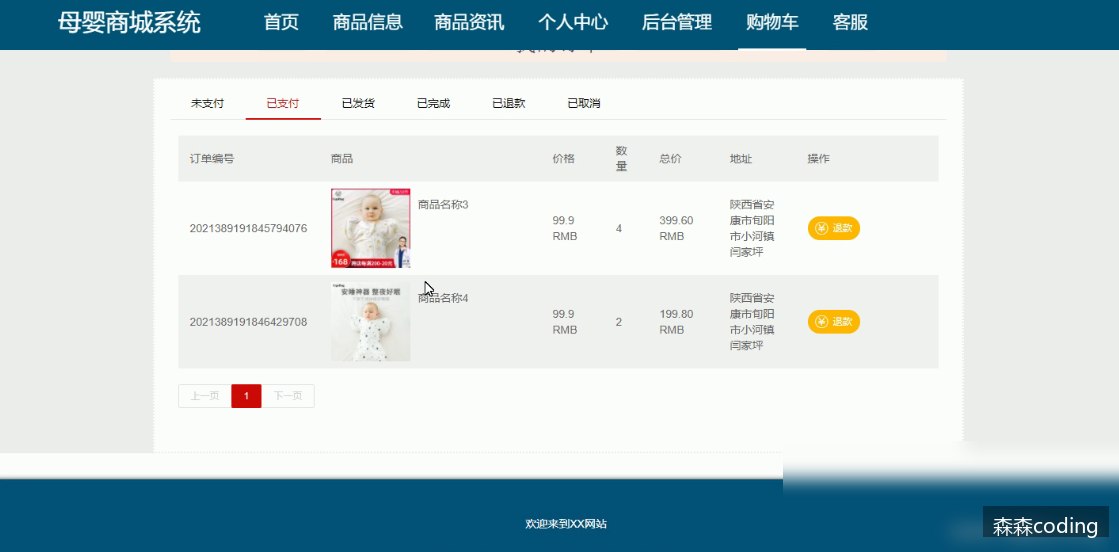 母婴商城系统
首页 商品信息 商品资讯 个人中心 后台管理 购物车 客服
未支付 已支付 已发货 已完成 已退款 已取消
订单编号 商品 价格 数量 总价 地址 操作
2021389191845794076
商品名称3
99.9
RMB
4
399.60
RMB
陕西省安
康市旬阳
市小河镇
闫家坪
退款
168
2021389191846429708
安睡神器 整夜好眠
商品名称4
99.9
RMB
2
199.80
RMB
陕西省安
康市旬阳
市小河镇
闫家坪
退款
上一页 1 下一页
欢迎来到XX网站
森森coding